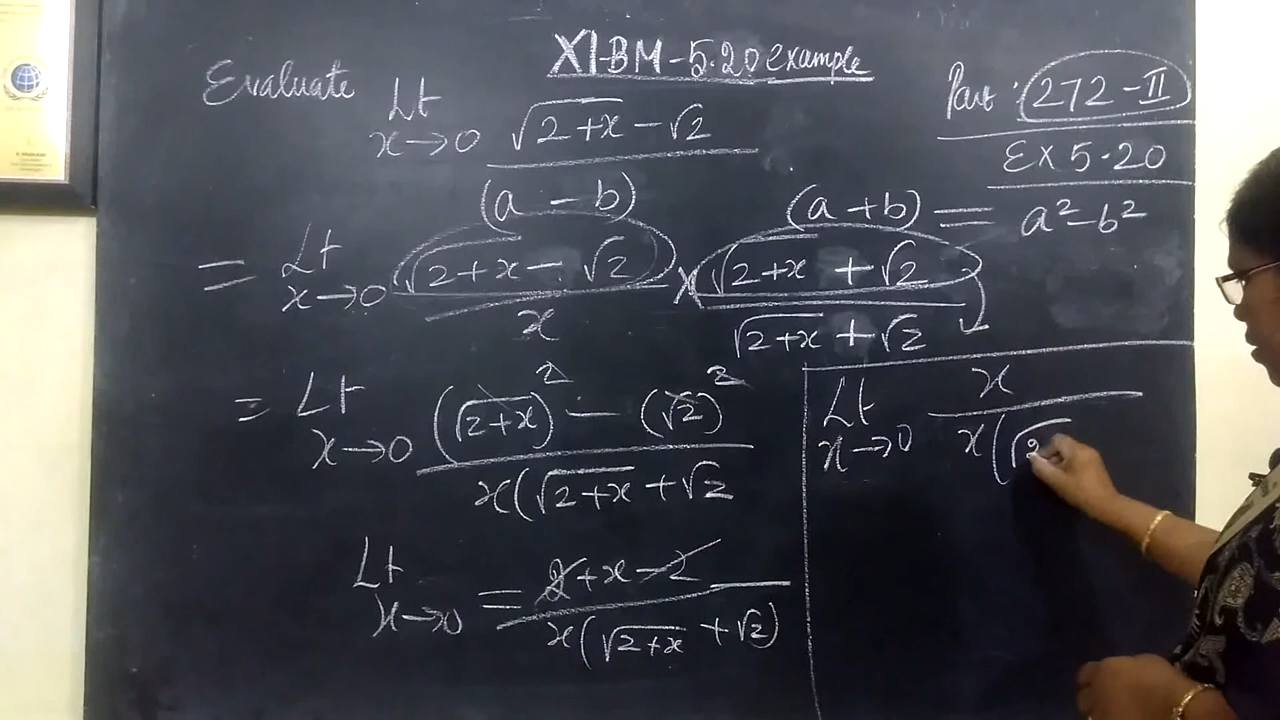 XI-BM-5.20 example
Evaluate Lt x→0 √2+x - √2
Part : 272-II
EX 5.20
(a - b) (a + b) = a² - b²
= Lt x→0 √2+x - √2 / x × √2+x + √2 / √2+x + √2
= Lt x→0 (√2+x)² - (√2)² / x(√2+x + √2
Lt x→0 = 2+x-2 / x(√2+x + √2)
Lt x→0 x / x(√2